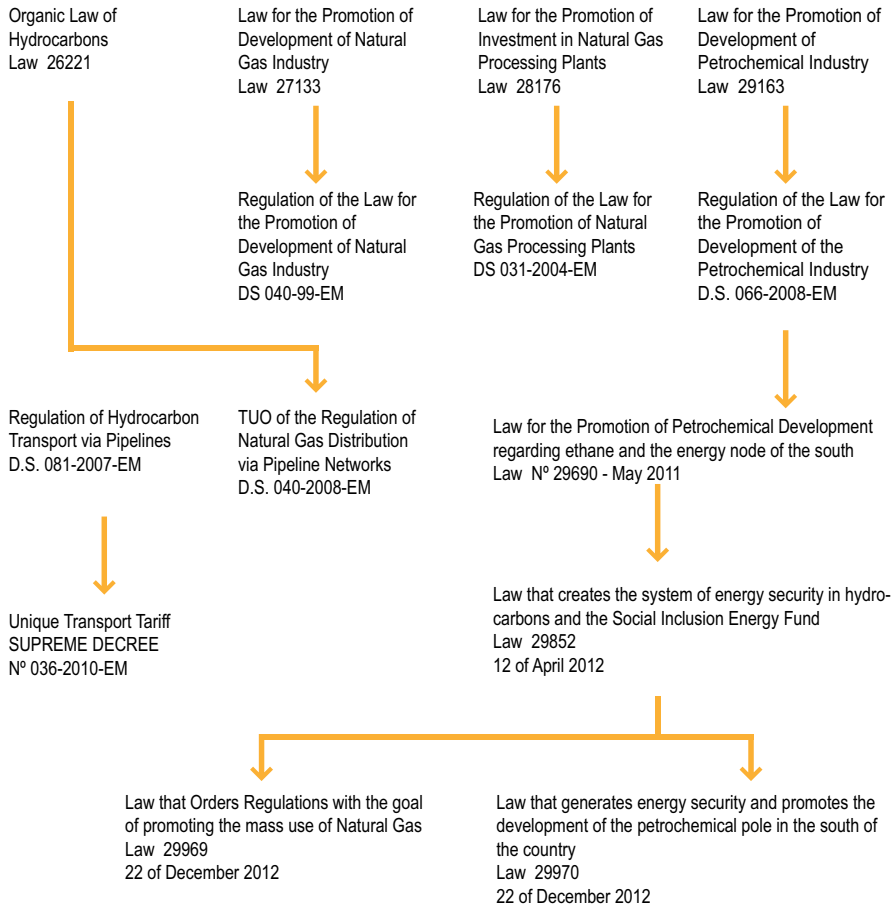 Organic Law of
Hydrocarbons
Law 26221
Law for the Promotion of
Development of Natural
Gas Industry
Law 27133
Law for the Promotion of
Investment in Natural Gas
Processing Plants
Law 28176
Law for the Promotion of
Development of
Petrochemical Industry
Law 29163
Regulation of the Law for
the Promotion of
Development of Natural
Gas Industry
DS 040-99-EM
Regulation of the Law for
the Promotion of Natural
Gas Processing Plants
DS 031-2004-EM
Regulation of the Law for
the Promotion of
Development of the
Petrochemical Industry
D.S. 066-2008-EM
Regulation of Hydrocarbon
Transport via Pipelines
D.S. 081-2007-EM
TUO of the Regulation of
Natural Gas Distribution
via Pipeline Networks
D.S. 040-2008-EM
Law for the Promotion of Petrochemical Development
regarding ethane and the energy node of the south
Law Nº 29690 - May 2011
Unique Transport Tariff
SUPREME DECREE
Nº 036-2010-EM
Law that creates the system of energy security in hydro-
carbons and the Social Inclusion Energy Fund
Law 29852
12 of April 2012
Law that Orders Regulations with the goal
of promoting the mass use of Natural Gas
Law 29969
22 of December 2012
Law that generates energy security and promotes the
development of the petrochemical pole in the south of
the country
Law 29970
22 of December 2012